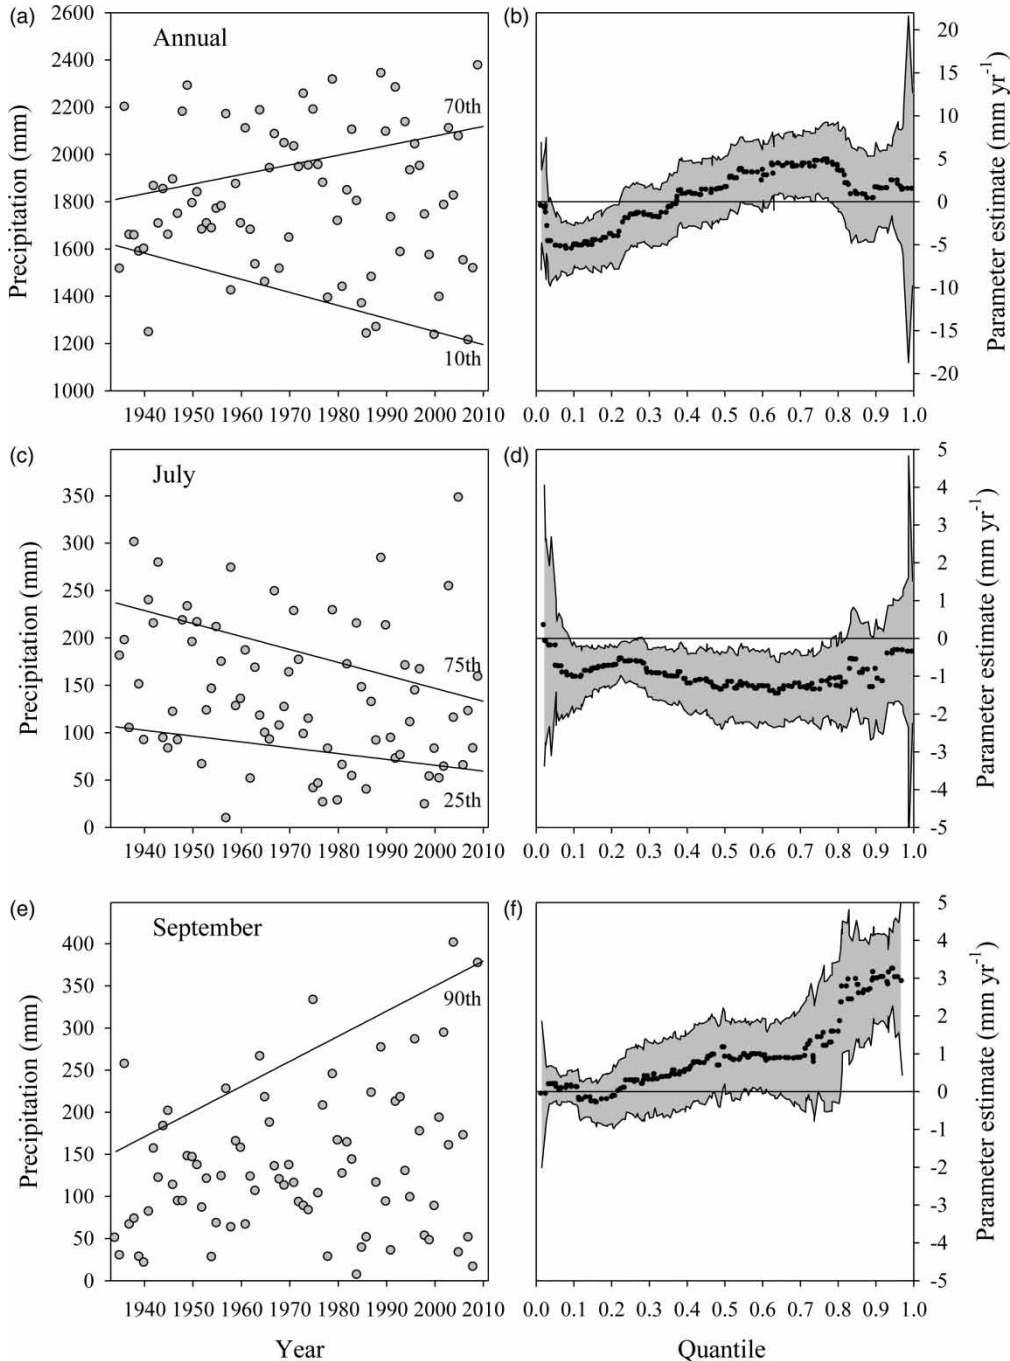 (a)
Annual
70th
10th
Precipitation (mm)
2600
2400
2200
2000
1800
1600
1400
1200
1000
1940 1950 1960 1970 1980 1990 2000 2010
(b)
20
15
10
5
0
-5
-10
-15
-20
Parameter estimate (mm yr-1)
0.0 0.1 0.2 0.3 0.4 0.5 0.6 0.7 0.8 0.9 1.0
(c)
July
75th
25th
Precipitation (mm)
350
300
250
200
150
100
50
0
1940 1950 1960 1970 1980 1990 2000 2010
(d)
5
4
3
2
1
0
-1
-2
-3
-4
-5
Parameter estimate (mm yr-1)
0.0 0.1 0.2 0.3 0.4 0.5 0.6 0.7 0.8 0.9 1.0
(e)
September
90th
Precipitation (mm)
400
350
300
250
200
150
100
50
0
1940 1950 1960 1970 1980 1990 2000 2010
Year
(f)
5
4
3
2
1
0
1
2
3
4
5
Parameter estimate (mm yr-1)
0.0 0.1 0.2 0.3 0.4 0.5 0.6 0.7 0.8 0.9 1.0
Quantile